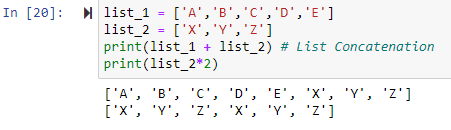 In [20]: list_1 = ['A','B','C','D','E']
list_2 = ['X','Y','Z']
print(list_1 + list_2) # List Concatenation
print(list_2*2)
['A', 'B', 'C', 'D', 'E', 'X', 'Y', 'Z']
['X', 'Y', 'Z', 'X', 'Y', 'Z']